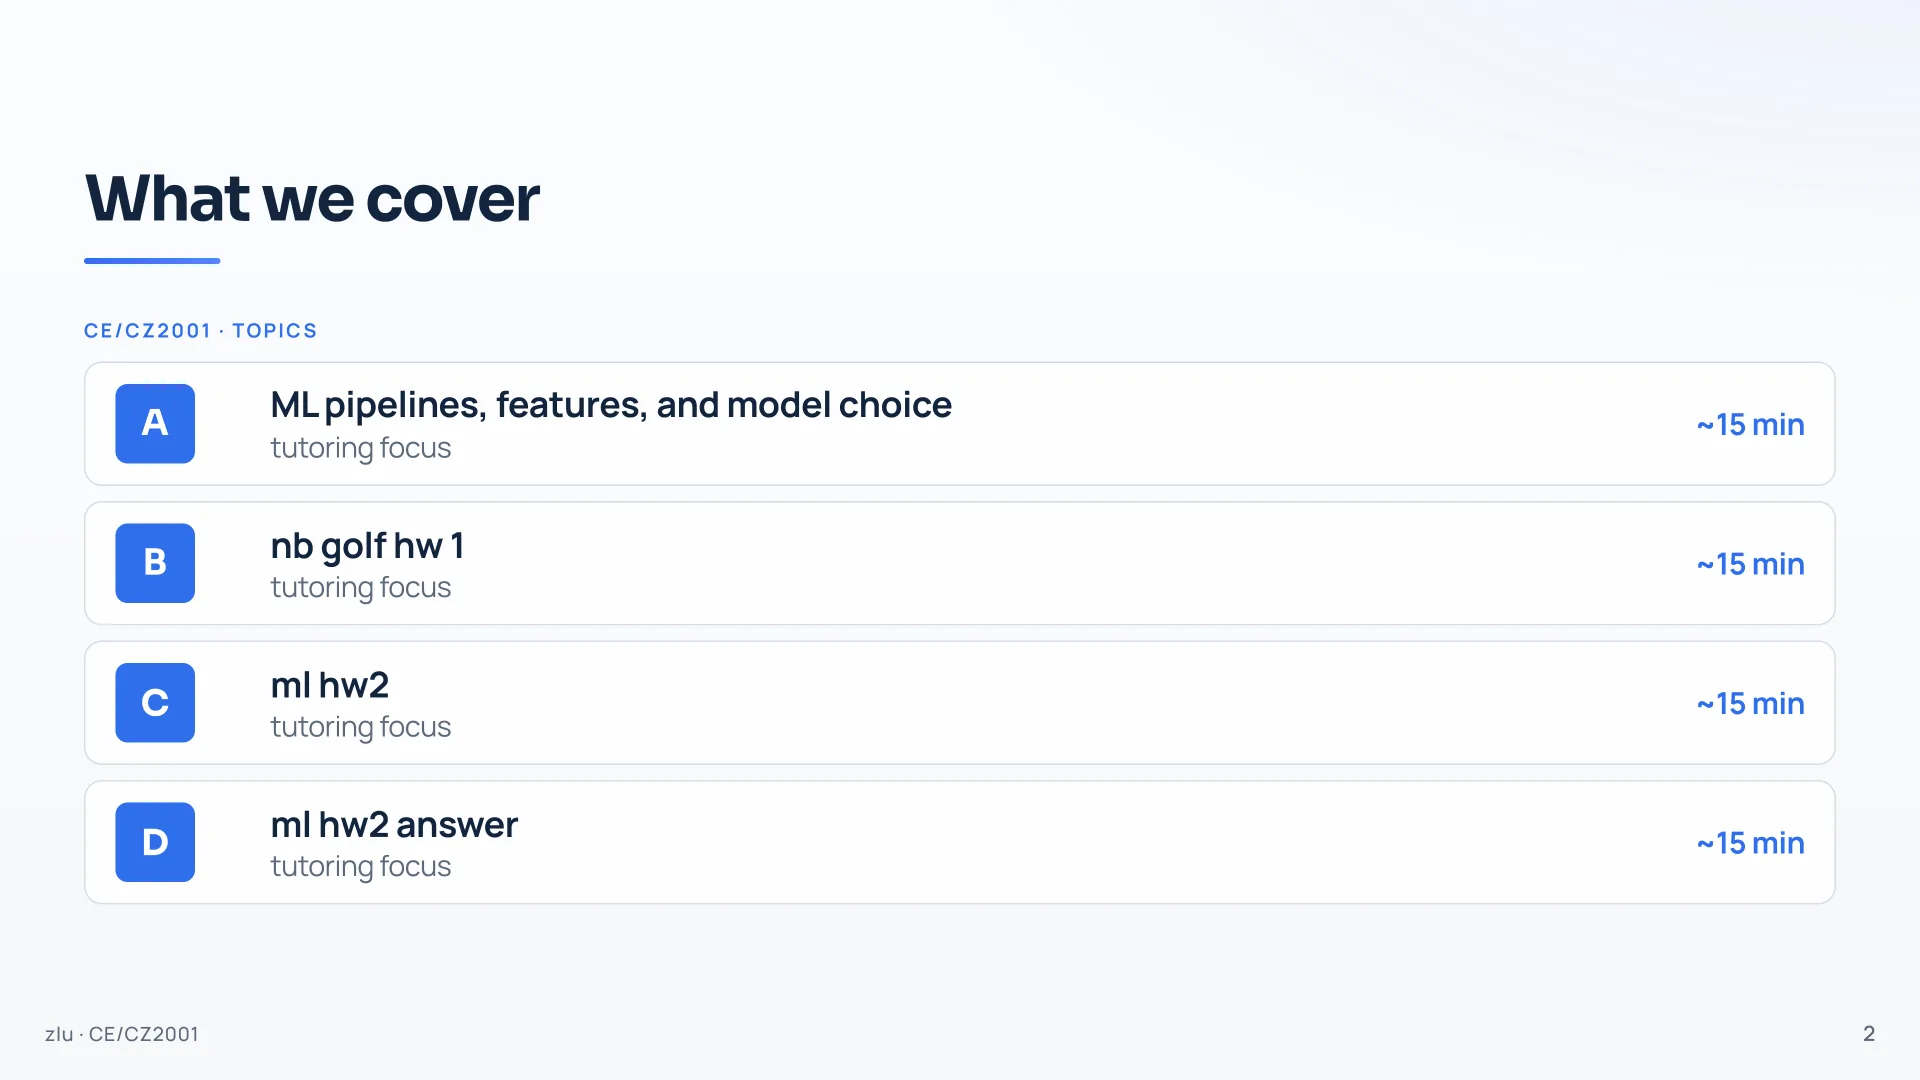 What we cover
CE/CZ2001 · TOPICS
A
ML pipelines, features, and model choice
tutoring focus
~15 min
B
nb golf hw 1
tutoring focus
~15 min
C
ml hw2
tutoring focus
~15 min
D
ml hw2 answer
tutoring focus
~15 min
zlu · CE/CZ2001
2